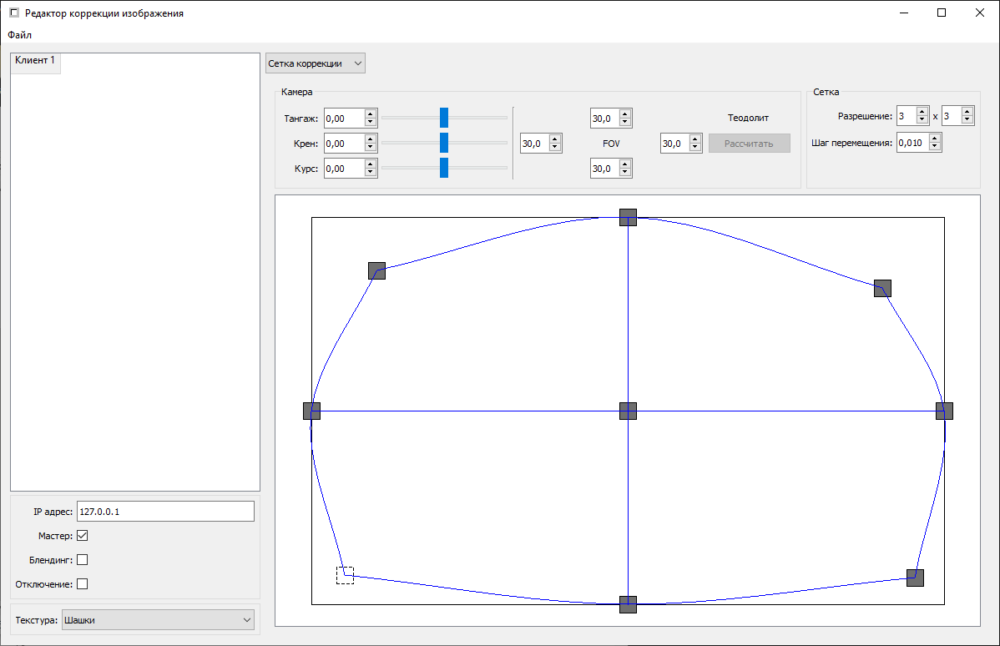 Редактор коррекции изображения
Файл
Клиент 1
Сетка коррекции
Камера
Тангаж: 0,00
Крен: 0,00
Курс: 0,00
30,0
30,0 FOV 30,0
30,0
Теодолит
Рассчитать
Сетка
Разрешение: 3 x 3
Шаг перемещения: 0,010
IP адрес: 127.0.0.1
Мастер:
Блендинг:
Отключение:
Текстура: Шашки